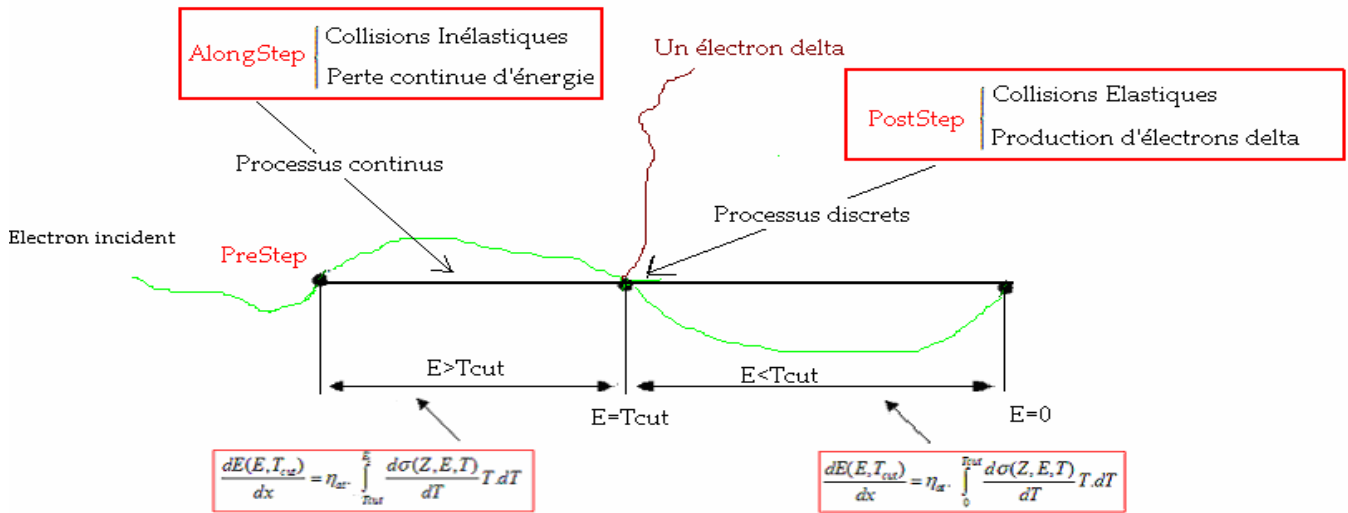 AlongStep
Collisions Inélastiques
Perte continue d'énergie
Un électron delta
PostStep
Collisions Elastiques
Production d'électrons delta
Processus continus
Processus discrets
Electron incident
PreStep
E>Tcut
E<Tcut
E=Tcut
E=0
dE(E,T_cut)/dx = η_at. ∫_Tcut^E dσ(Z,E,T)/dT T.dT
dE(E,T_cut)/dx = η_at. ∫_0^Tcut dσ(Z,E,T)/dT T.dT